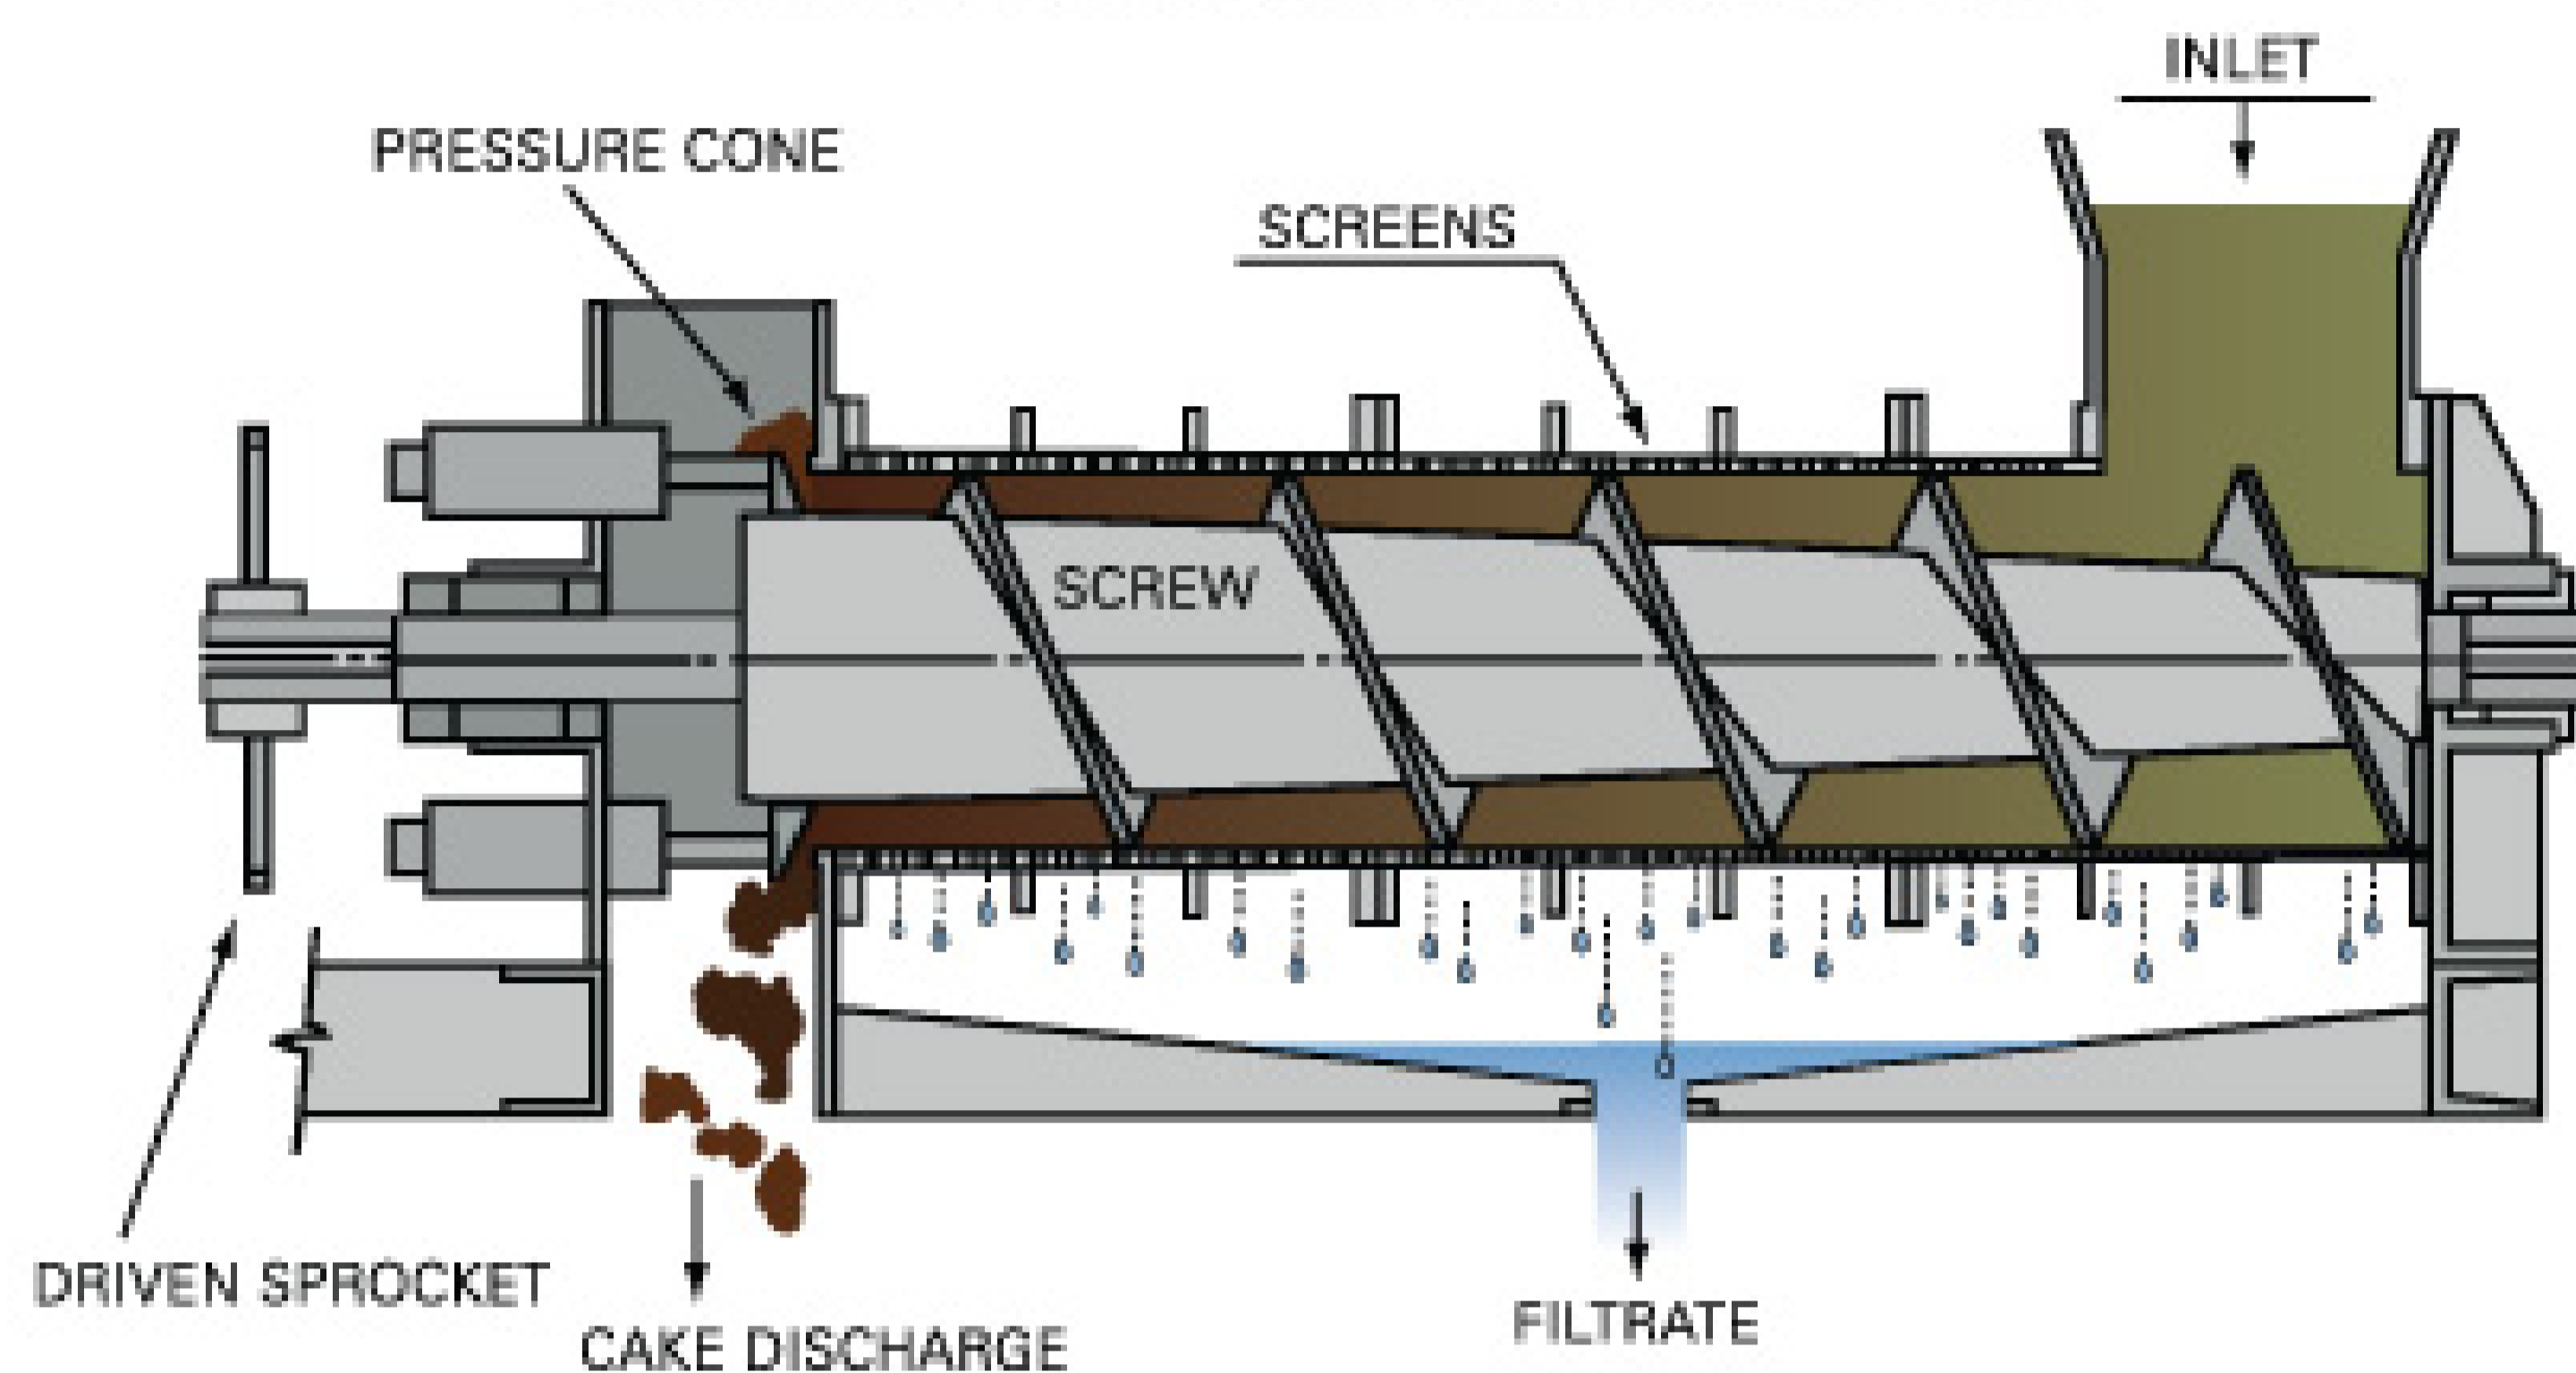 INLET
PRESSURE CONE
SCREENS
SCREW
DRIVEN SPROCKET
CAKE DISCHARGE
FILTRATE